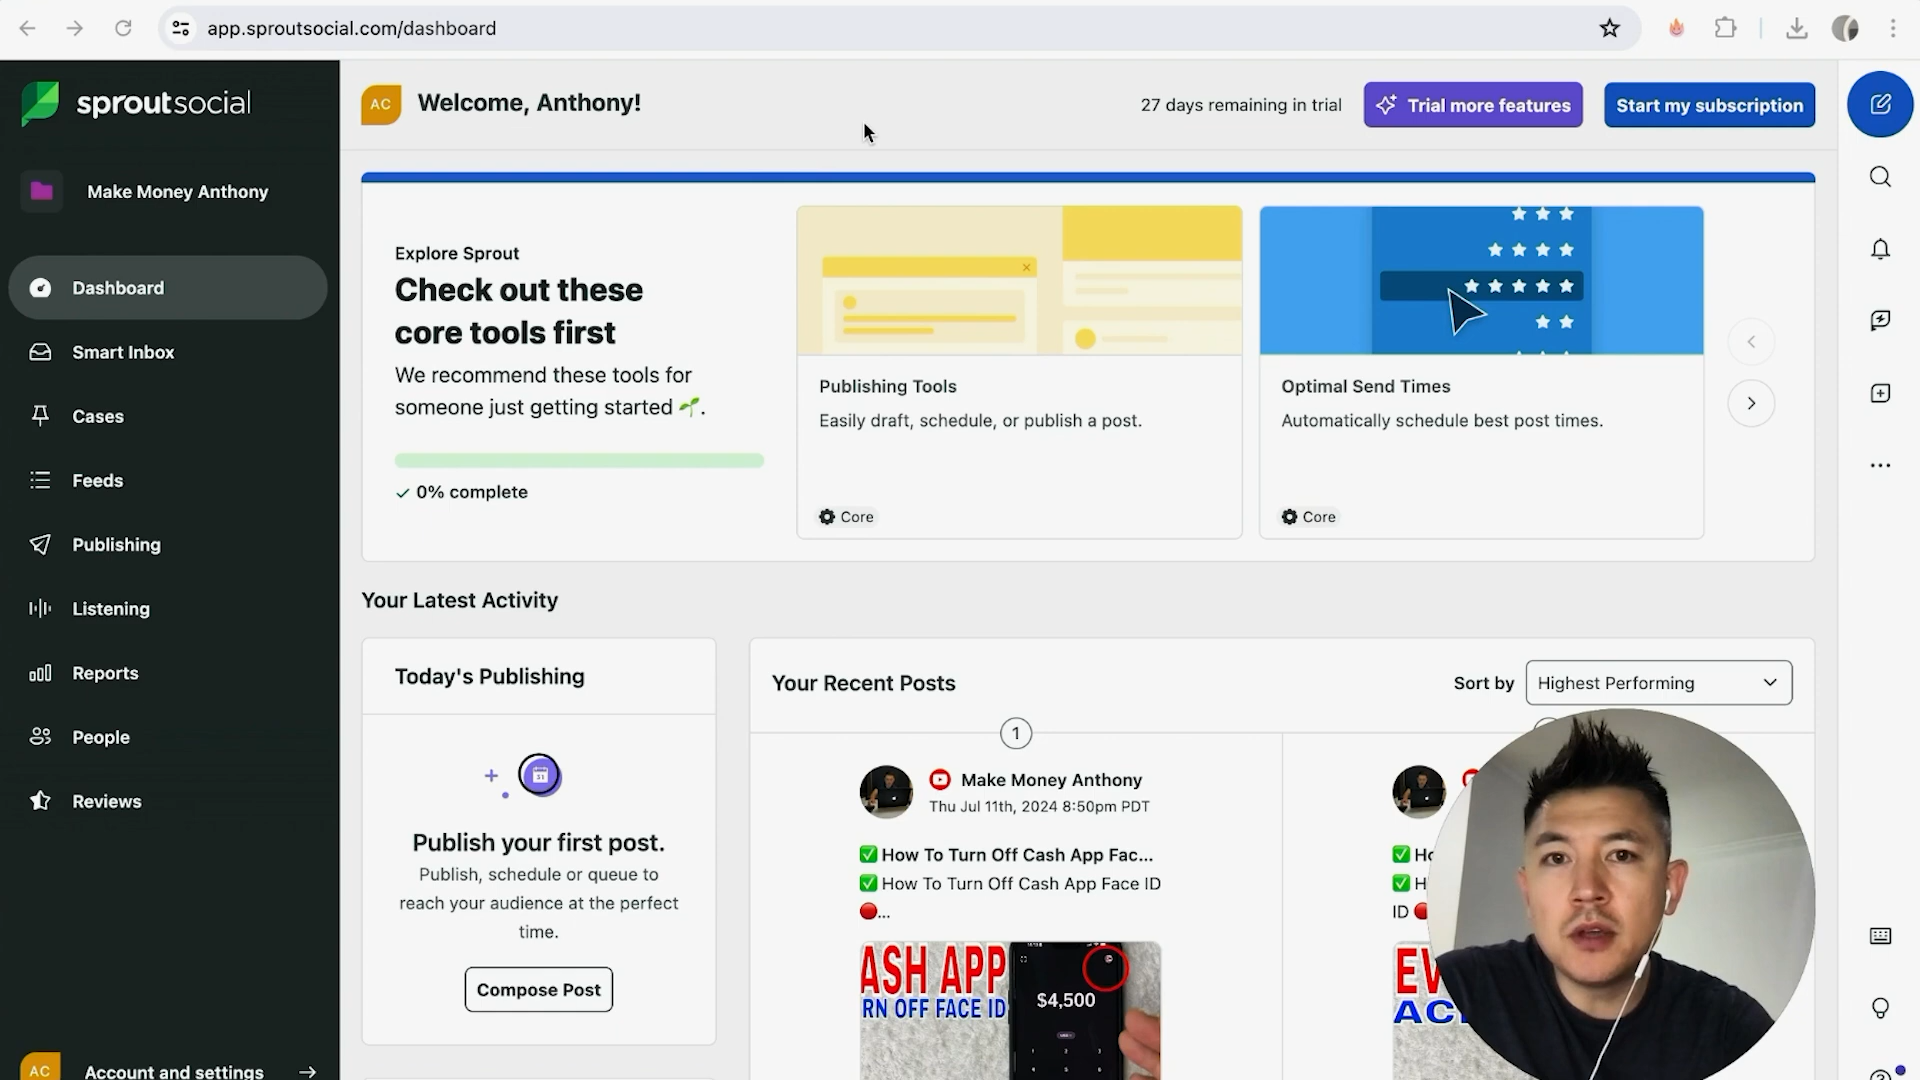 app.sproutsocial.com/dashboard
sproutsocial
AC
Welcome, Anthony!
27 days remaining in trial
Trial more features
Start my subscription
Make Money Anthony
Dashboard
Smart Inbox
Cases
Feeds
Publishing
Listening
Reports
People
Reviews
AC
Account and settings
Explore Sprout
Check out these
core tools first
We recommend these tools for
someone just getting started 🌱.
0% complete
Publishing Tools
Easily draft, schedule, or publish a post.
Core
Optimal Send Times
Automatically schedule best post times.
Core
Your Latest Activity
Today's Publishing
31
Publish your first post.
Publish, schedule or queue to
reach your audience at the perfect
time.
Compose Post
Your Recent Posts
Sort by
Highest Performing
1
Make Money Anthony
Thu Jul 11th, 2024 8:50pm PDT
✅ How To Turn Off Cash App Fac...
✅ How To Turn Off Cash App Face ID
🔴...
ASH APP
RN OFF FACE ID
$4,500
✅ Ho
✅ H
ID 🔴
EV
AC